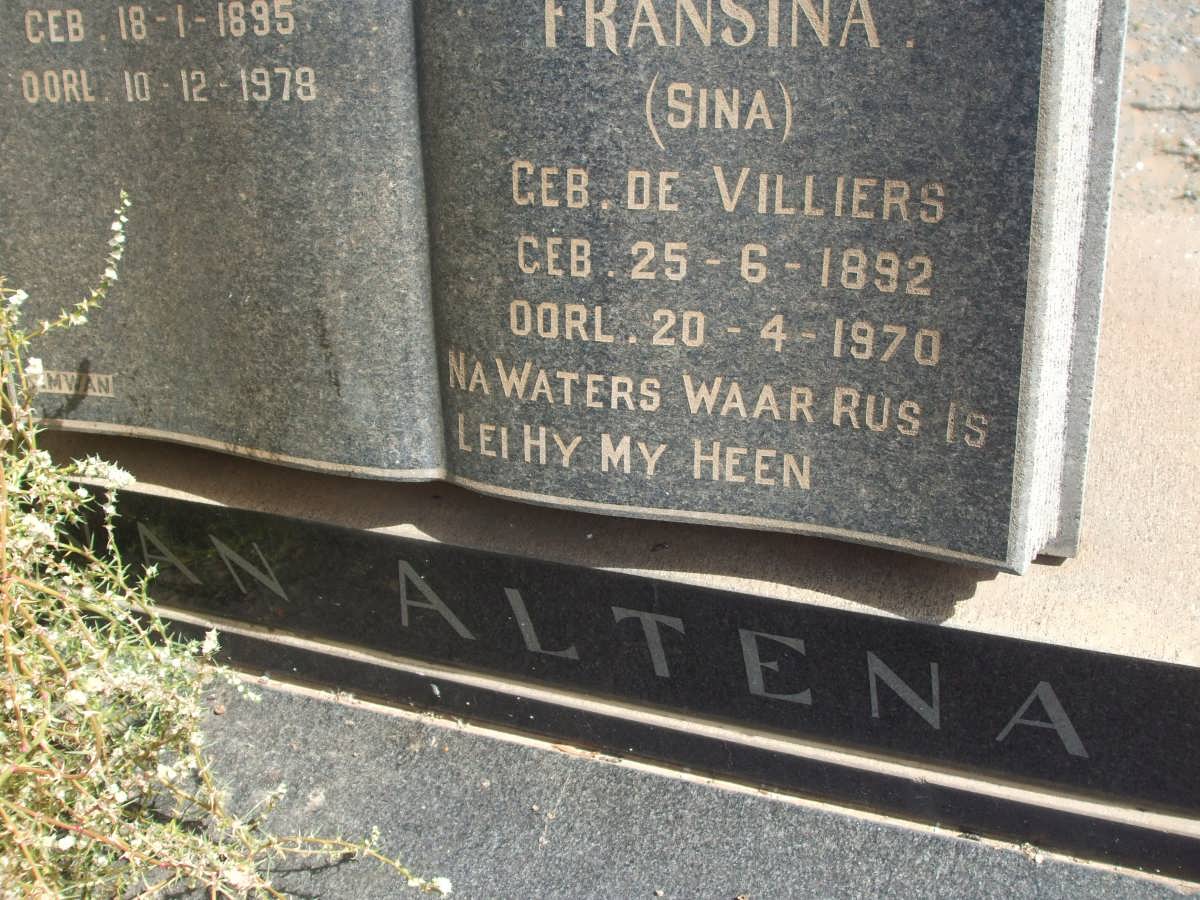 GEB. 18-1-1895
OORL. 10-12-1978
FRANSINA.
(SINA)
GEB. DE VILLIERS
GEB. 25-6-1892
OORL. 20-4-1970
NA WATERS WAAR RUS IS
LEI HY MY HEEN
AN ALTENA